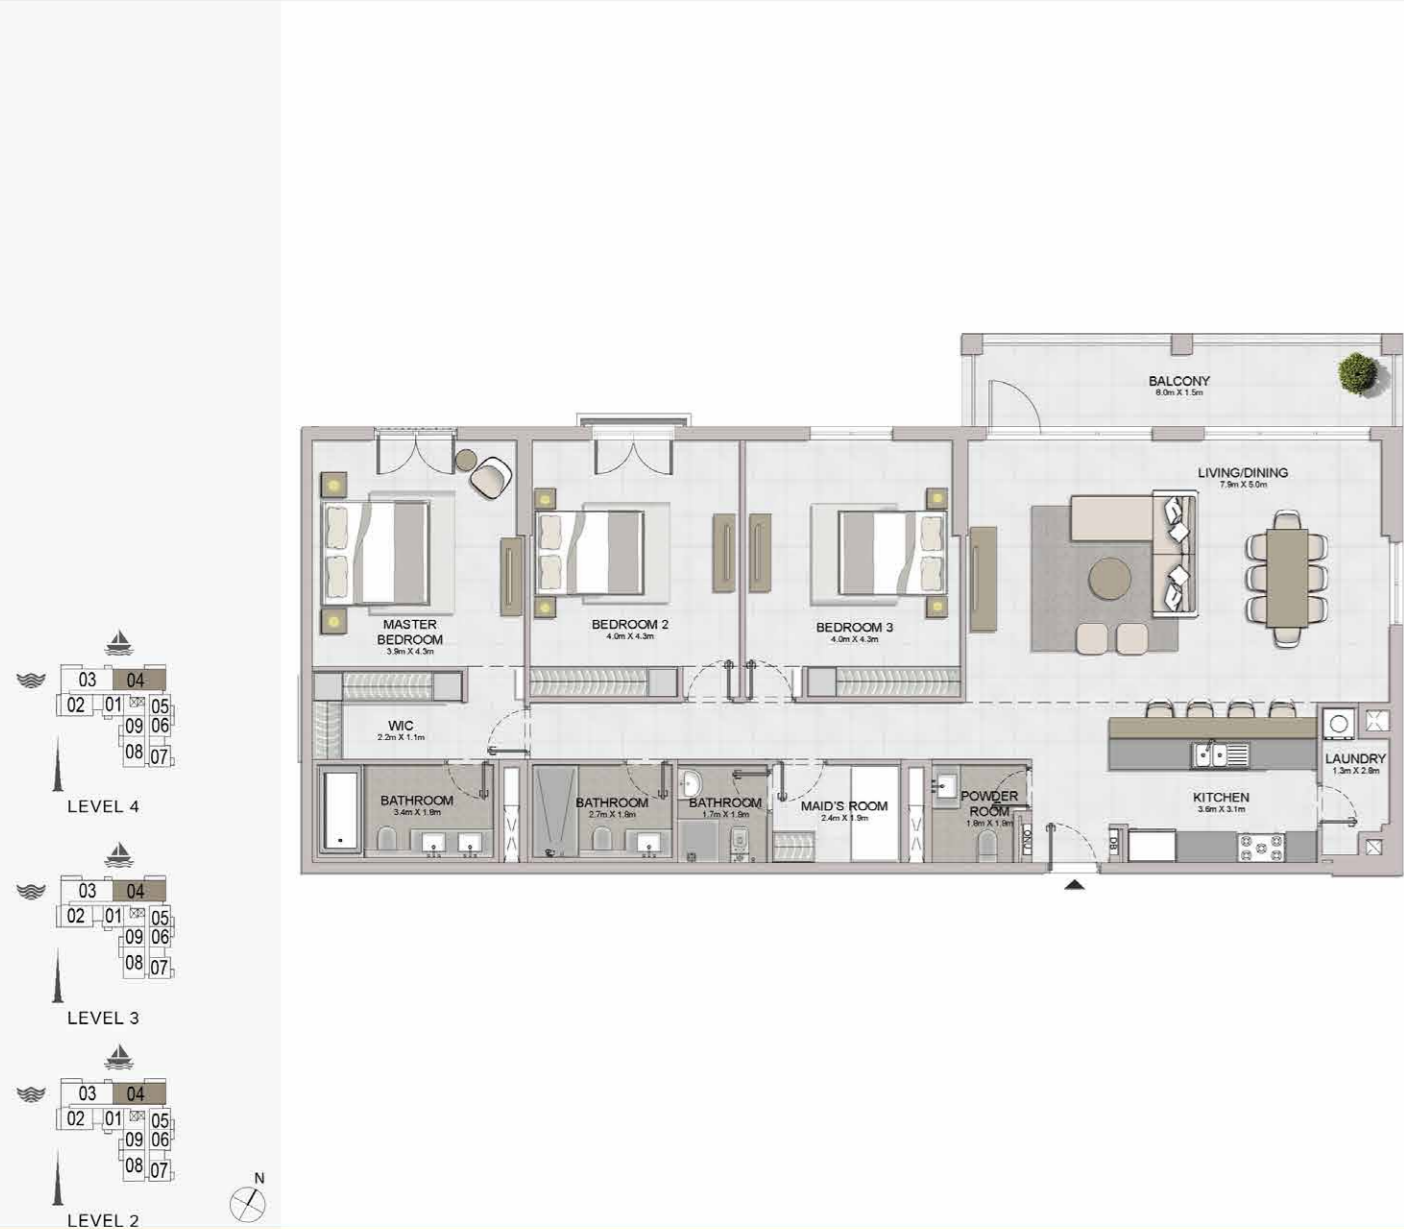 BALCONY
8.0m X 1.5m
LIVING/DINING
7.9m X 5.0m
MASTER
BEDROOM
3.9m X 4.3m
BEDROOM 2
4.0m X 4.3m
BEDROOM 3
4.0m X 4.3m
WIC
2.2m X 1.1m
BATHROOM
3.4m X 1.8m
BATHROOM
2.7m X 1.8m
BATHROOM
1.7m X 1.9m
MAID'S ROOM
2.4m X 1.9m
POWDER
ROOM
1.8m X 1.9m
ONU
DB
KITCHEN
3.6m X 3.1m
LAUNDRY
1.3m X 2.8m
03 04
02 01 05
09 06
08 07
LEVEL 4
03 04
02 01 05
09 06
08 07
LEVEL 3
03 04
02 01 05
09 06
08 07
LEVEL 2
N